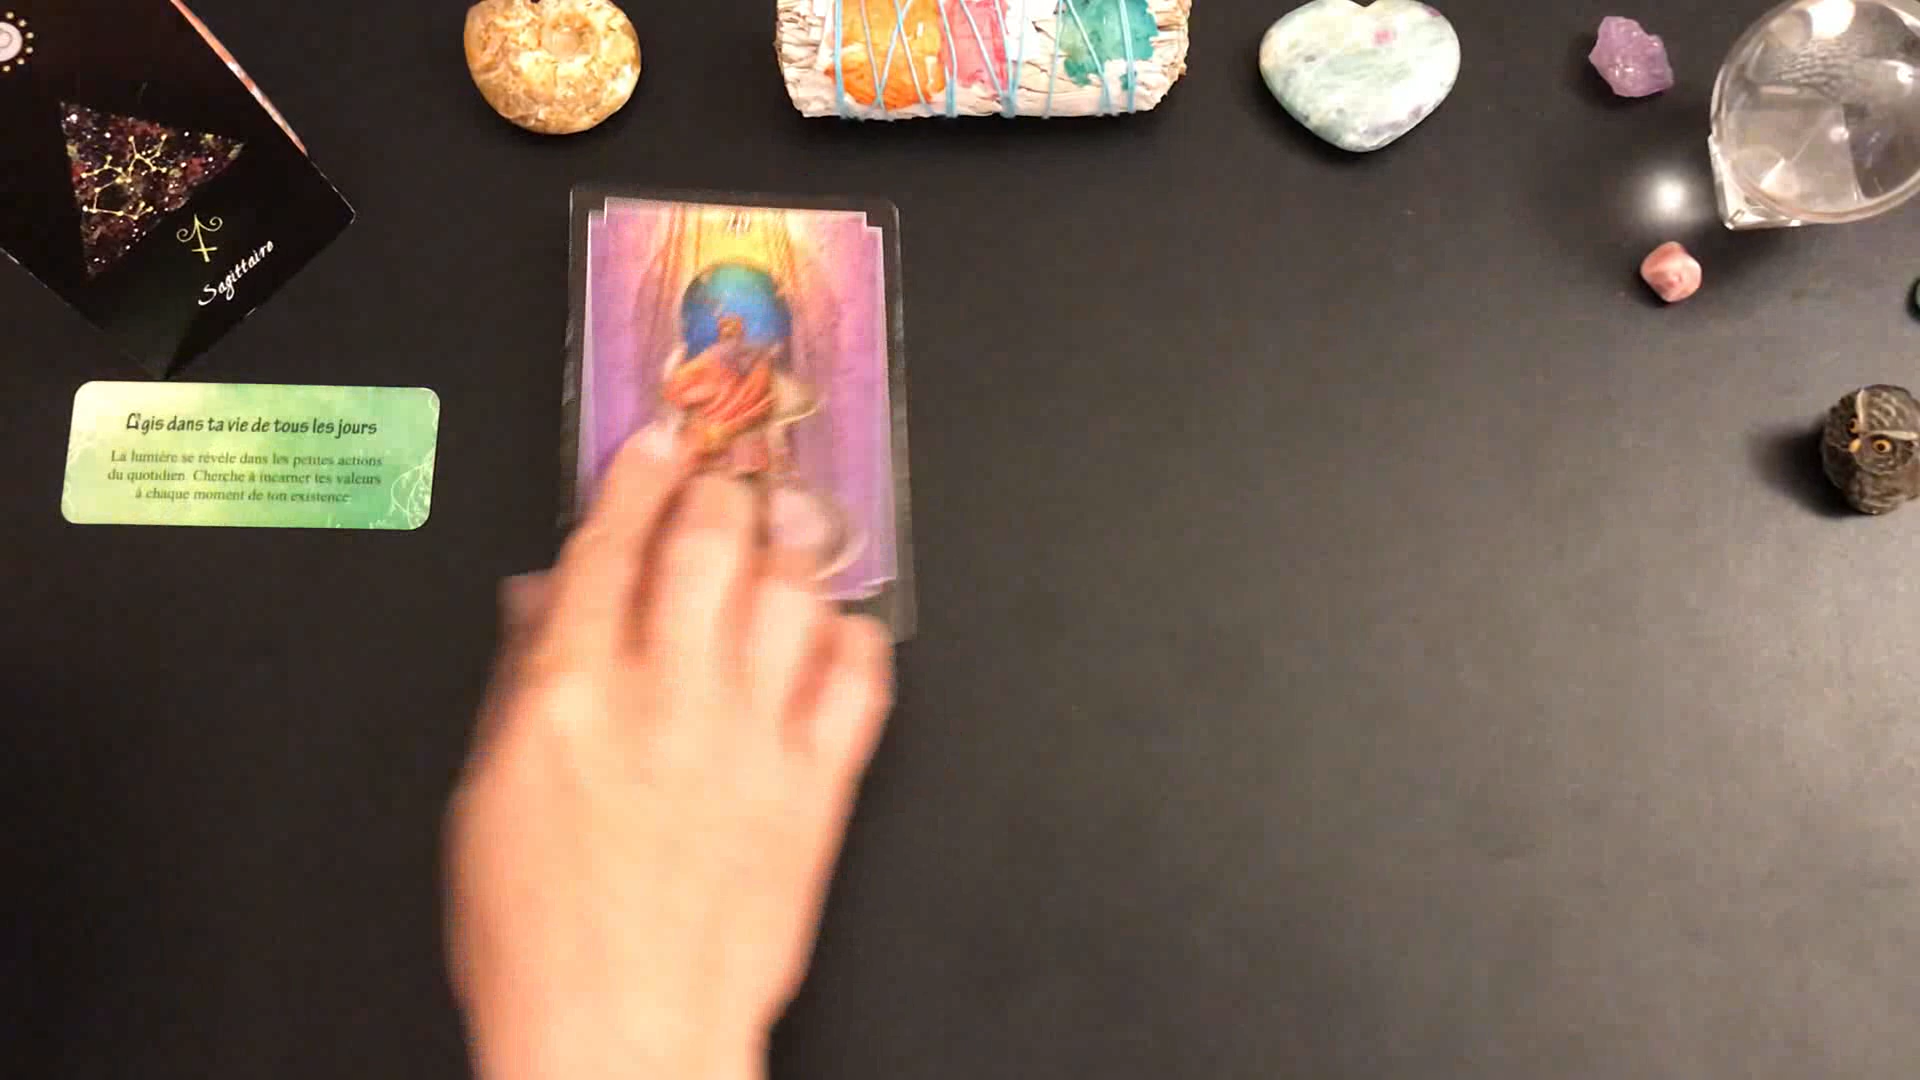 Sagittaire
Agis dans ta vie de tous les jours
La lumière se révèle dans les petites actions
du quotidien. Cherche à incarner tes valeurs
à chaque moment de ton existence.